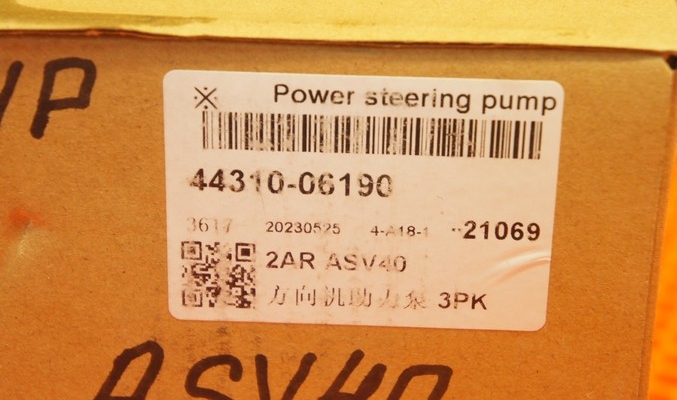 УР
※ Power steering pump
44310-06190
3617 20230525 4-A18-1 21069
2AR ASV40
方向机助力泵 3PK
ASV40